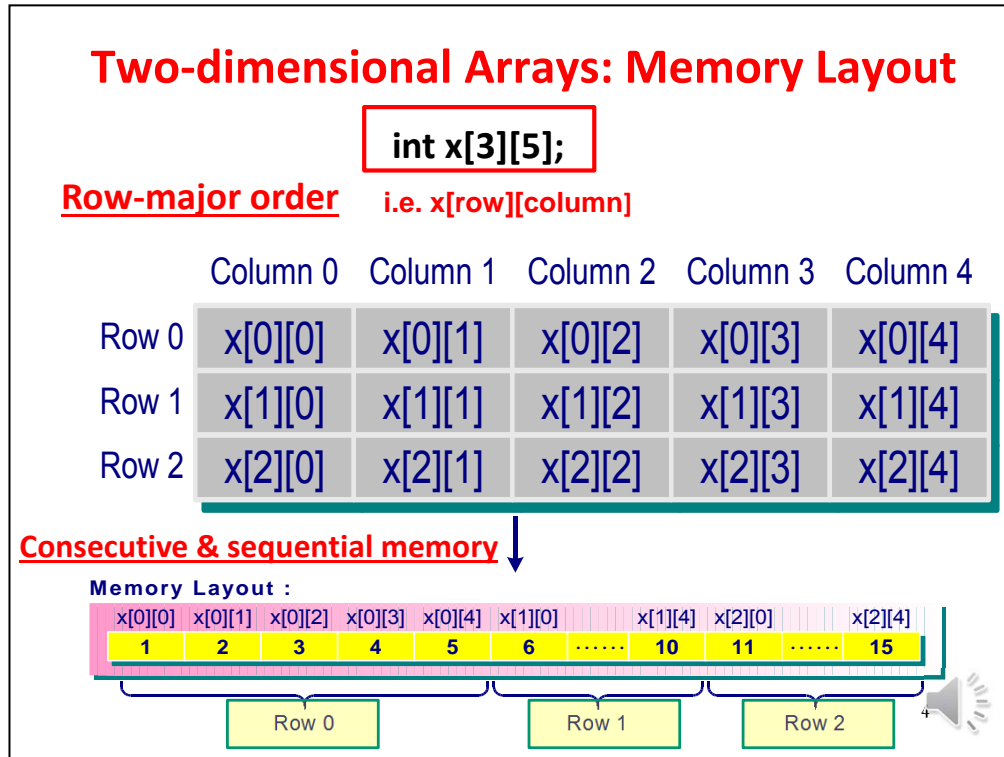 Two-dimensional Arrays: Memory Layout
int x[3][5];
Row-major order i.e. x[row][column]
Column 0 Column 1 Column 2 Column 3 Column 4
Row 0 x[0][0] x[0][1] x[0][2] x[0][3] x[0][4]
Row 1 x[1][0] x[1][1] x[1][2] x[1][3] x[1][4]
Row 2 x[2][0] x[2][1] x[2][2] x[2][3] x[2][4]
Consecutive & sequential memory
Memory Layout :
x[0][0] x[0][1] x[0][2] x[0][3] x[0][4] x[1][0] x[1][4] x[2][0] x[2][4]
1 2 3 4 5 6 ...... 10 11 ...... 15
Row 0 Row 1 Row 2
4